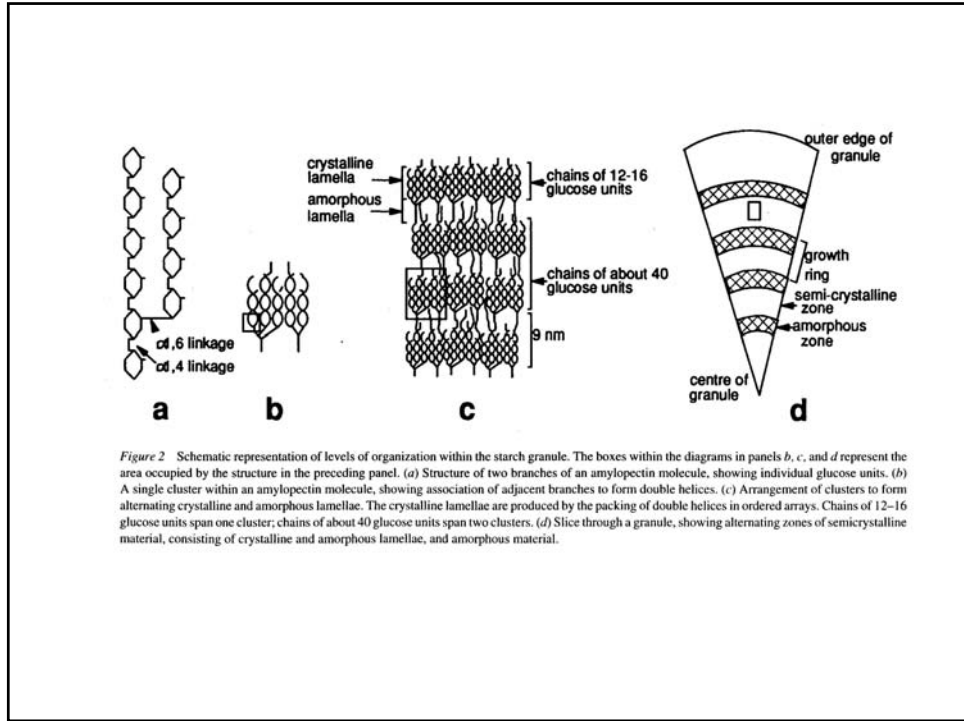 outer edge of
granule
crystalline
lamella
chains of 12-16
glucose units
amorphous
lamella
growth
ring
chains of about 40
glucose units
semi-crystalline
zone
9 nm
amorphous
zone
α1,6 linkage
α1,4 linkage
centre of
granule
a b c d
Figure 2 Schematic representation of levels of organization within the starch granule. The boxes within the diagrams in panels b, c, and d represent the
area occupied by the structure in the preceding panel. (a) Structure of two branches of an amylopectin molecule, showing individual glucose units. (b)
A single cluster within an amylopectin molecule, showing association of adjacent branches to form double helices. (c) Arrangement of clusters to form
alternating crystalline and amorphous lamellae. The crystalline lamellae are produced by the packing of double helices in ordered arrays. Chains of 12–16
glucose units span one cluster; chains of about 40 glucose units span two clusters. (d) Slice through a granule, showing alternating zones of semicrystalline
material, consisting of crystalline and amorphous lamellae, and amorphous material.